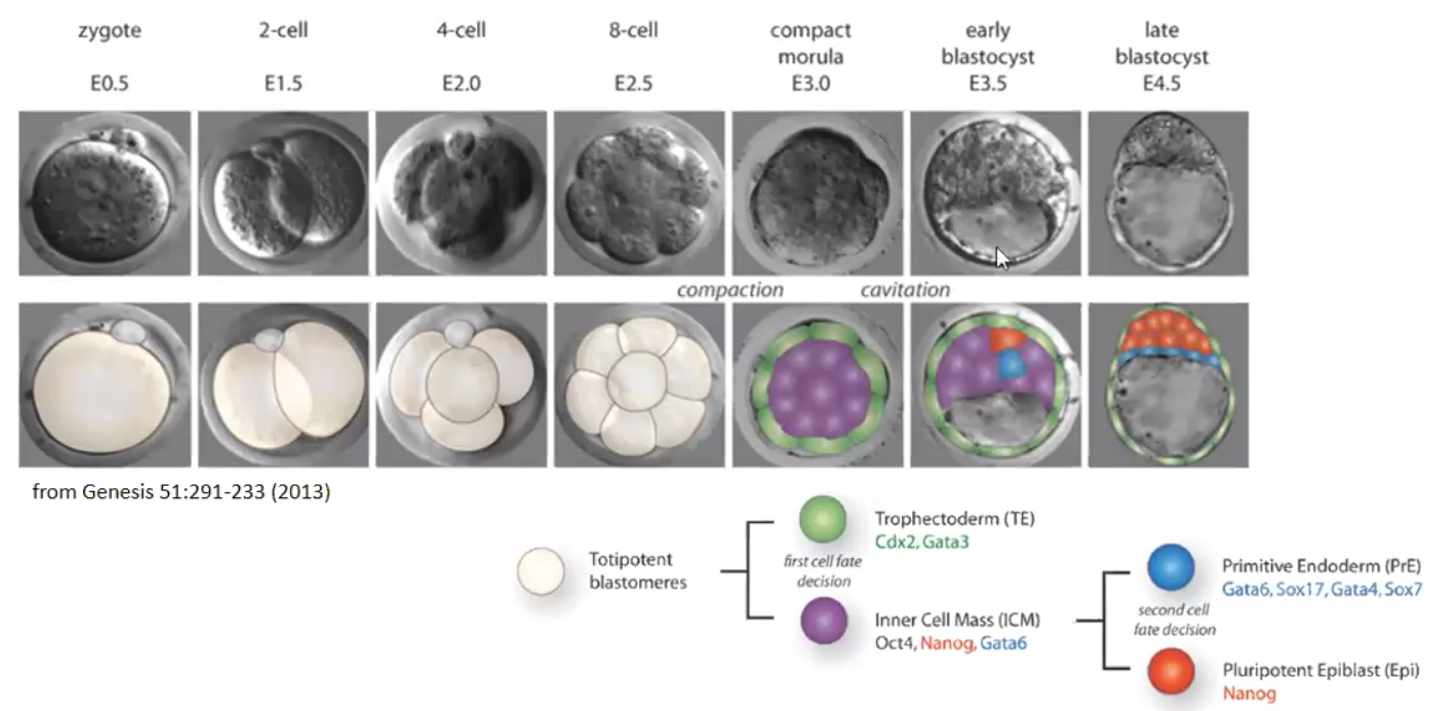 zygote
E0.5
2-cell
E1.5
4-cell
E2.0
8-cell
E2.5
compact
morula
E3.0
early
blastocyst
E3.5
late
blastocyst
E4.5
compaction
cavitation
from Genesis 51:291-233 (2013)
Totipotent
blastomeres
first cell fate
decision
Trophectoderm (TE)
Cdx2, Gata3
Inner Cell Mass (ICM)
Oct4, Nanog, Gata6
second cell
fate decision
Primitive Endoderm (PrE)
Gata6, Sox17, Gata4, Sox7
Pluripotent Epiblast (Epi)
Nanog